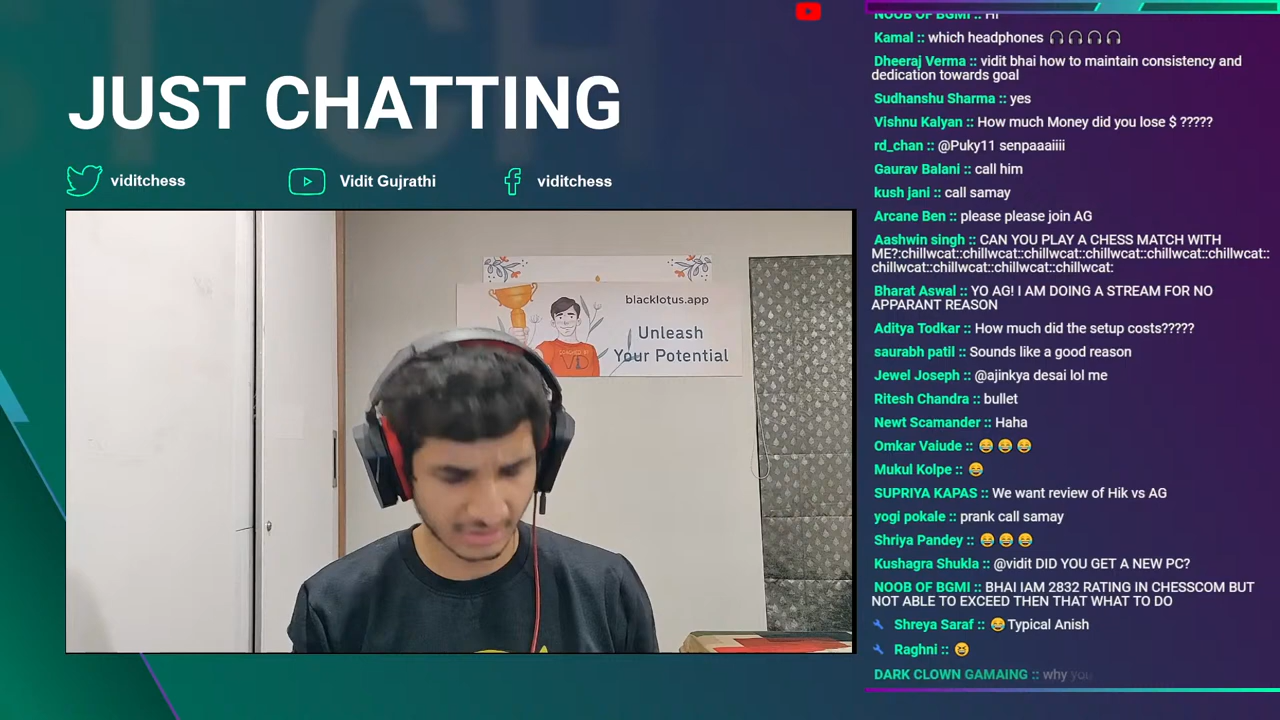 JUST CHATTING
viditchess
Vidit Gujrathi
viditchess
blacklotus.app
Unleash
Your Potential
NOOB OF BGMI :: Hi
Kamal :: which headphones 🎧🎧🎧🎧
Dheeraj Verma :: vidit bhai how to maintain consistency and
dedication towards goal
Sudhanshu Sharma :: yes
Vishnu Kalyan :: How much Money did you lose $ ?????
rd_chan :: @Puky11 senpaaaiiii
Gaurav Balani :: call him
kush jani :: call samay
Arcane Ben :: please please join AG
Aashwin singh :: CAN YOU PLAY A CHESS MATCH WITH
ME?:chillwcat::chillwcat::chillwcat::chillwcat::chillwcat::chillwcat::
chillwcat::chillwcat::chillwcat::chillwcat:
Bharat Aswal :: YO AG! I AM DOING A STREAM FOR NO
APPARANT REASON
Aditya Todkar :: How much did the setup costs?????
saurabh patil :: Sounds like a good reason
Jewel Joseph :: @ajinkya desai lol me
Ritesh Chandra :: bullet
Newt Scamander :: Haha
Omkar Vaiude :: 😂😂😂
Mukul Kolpe :: 😂
SUPRIYA KAPAS :: We want review of Hik vs AG
yogi pokale :: prank call samay
Shriya Pandey :: 😂😂😂
Kushagra Shukla :: @vidit DID YOU GET A NEW PC?
NOOB OF BGMI :: BHAI IAM 2832 RATING IN CHESSCOM BUT
NOT ABLE TO EXCEED THEN THAT WHAT TO DO
Shreya Saraf :: 😂 Typical Anish
Raghni :: 😆
DARK CLOWN GAMAING :: why you